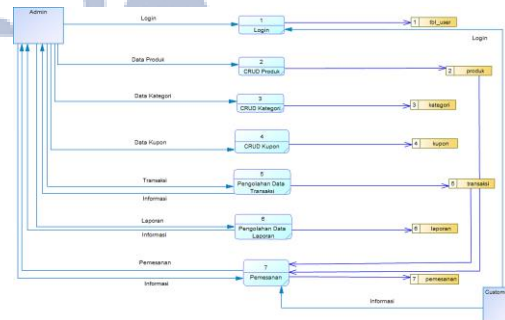 Admin
Login
1
Login
1 tbl_user
Login
Data Produk
2
CRUD Produk
2 produk
Data Kategori
3
CRUD Kategori
3 kategori
Data Kupon
4
CRUD Kupon
4 kupon
Transaksi
Informasi
5
Pengolahan Data
Transaksi
5 transaksi
Laporan
Informasi
6
Pengolahan Data
Laporan
6 laporan
Pemesanan
Informasi
7
Pemesanan
7 pemesanan
Informasi
Custom